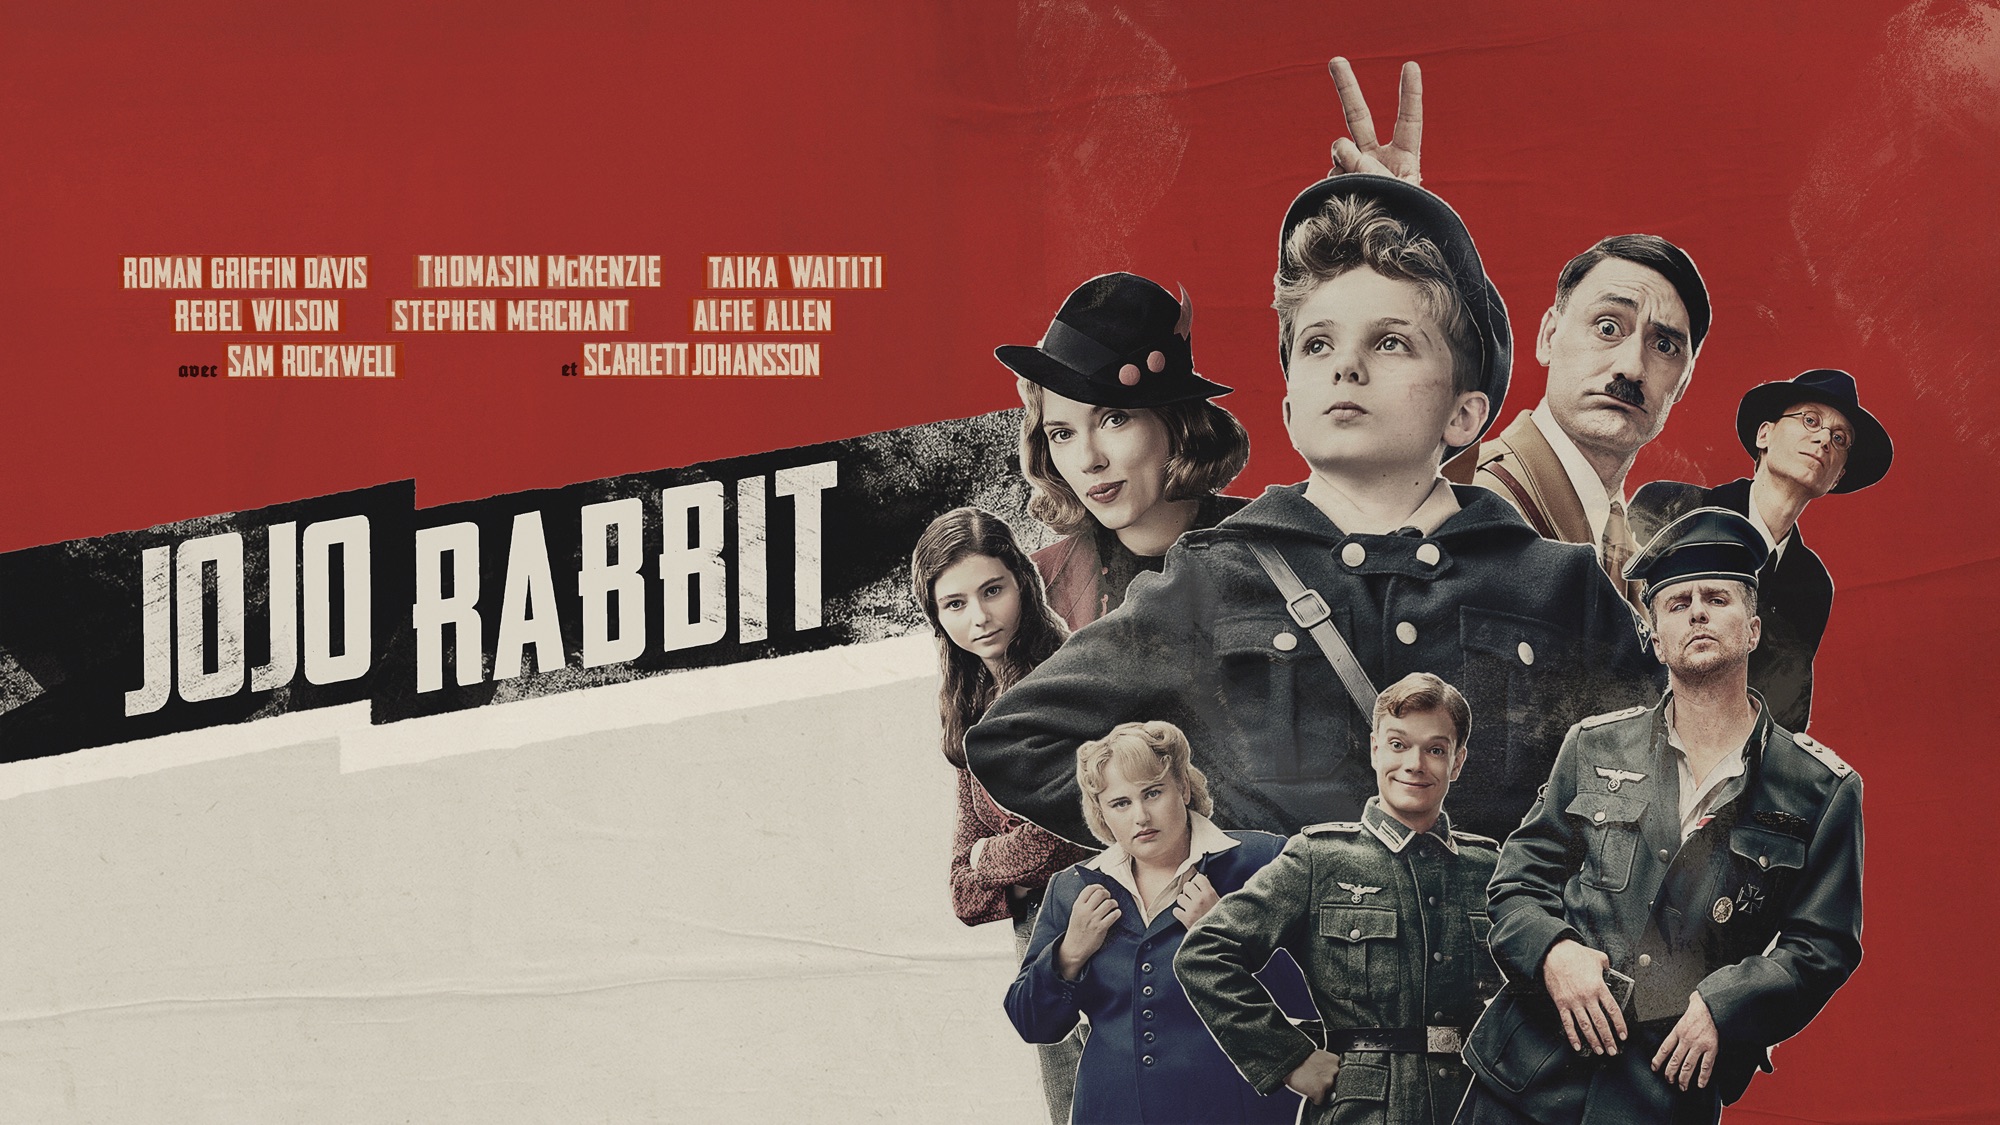 ROMAN GRIFFIN DAVIS THOMASIN McKENZIE TAIKA WAITITI
REBEL WILSON STEPHEN MERCHANT ALFIE ALLEN
avec SAM ROCKWELL et SCARLETT JOHANSSON
JOJO RABBIT